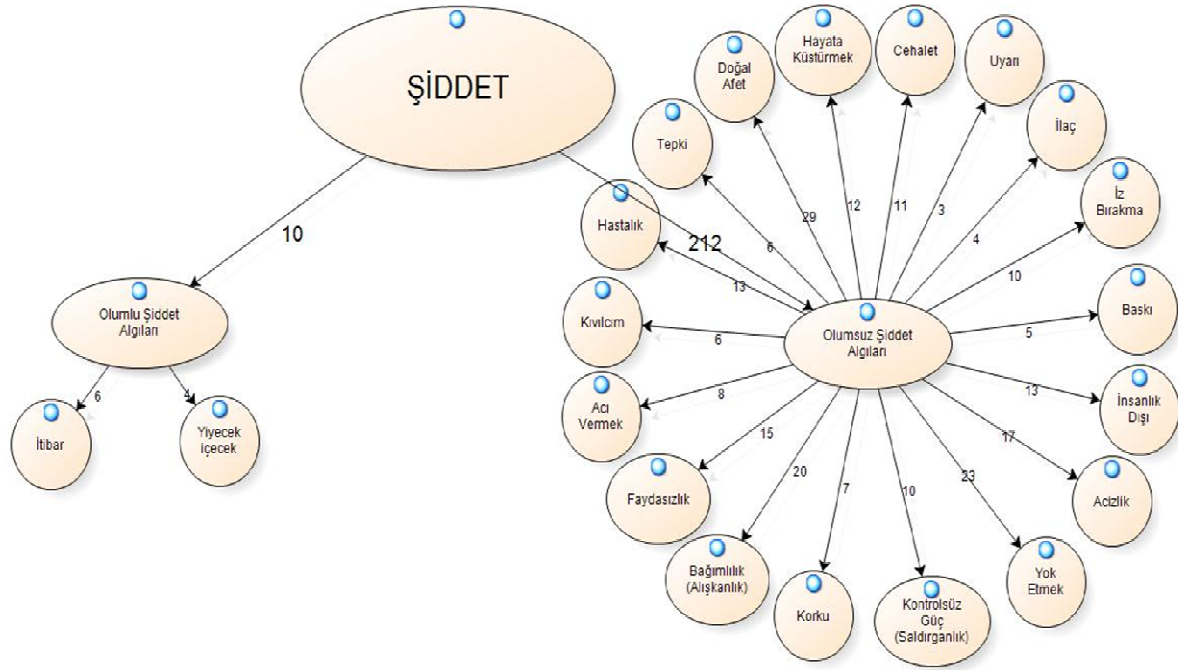 ŞİDDET
10
212
Olumlu Şiddet
Algıları
6
4
İtibar
Yiyecek
içecek
Olumsuz Şiddet
Algıları
Hastalık
13
Tepki
6
Doğal
Afet
29
Hayata
Küstürmek
12
Cehalet
11
Uyarı
3
İlaç
4
İz
Bırakma
10
Baskı
5
İnsanlık
Dışı
13
Acizlik
17
Yok
Etmek
23
Kontrolsüz
Güç
(Saldırganlık)
10
Korku
7
Bağımlılık
(Alışkanlık)
20
Faydasızlık
15
Acı
Vermek
8
Kıvılcım
6